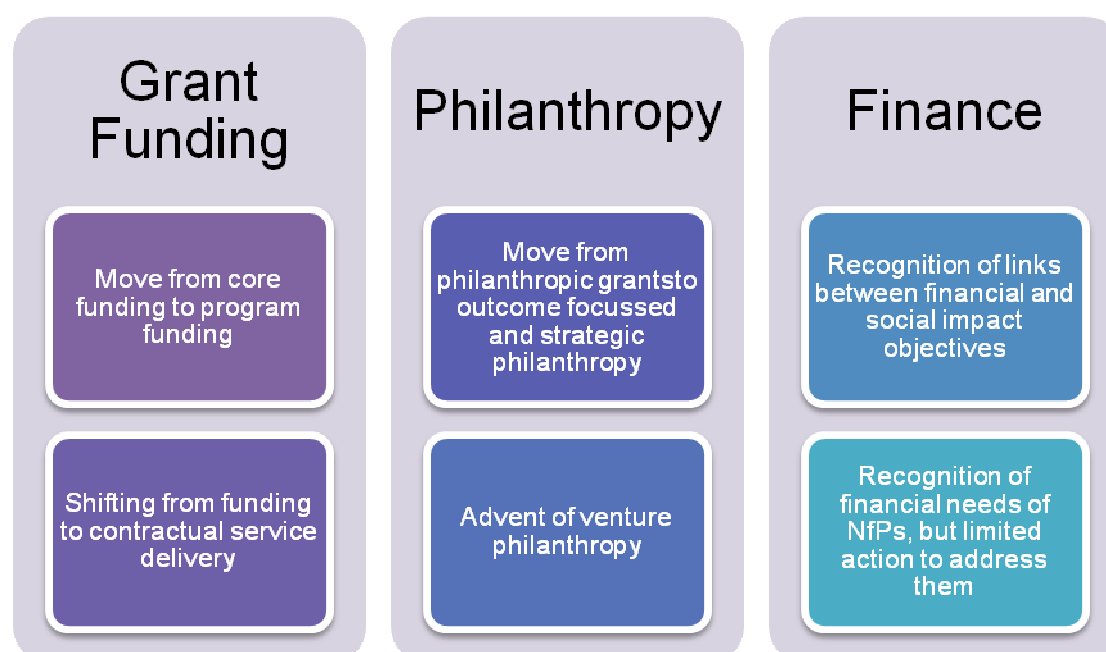 Grant
Funding
Move from core
funding to program
funding
Shifting from funding
to contractual service
delivery
Philanthropy
Move from
philanthropic grantsto
outcome focussed
and strategic
philanthropy
Advent of venture
philanthropy
Finance
Recognition of links
between financial and
social impact
objectives
Recognition of
financial needs of
NfPs, but limited
action to address
them